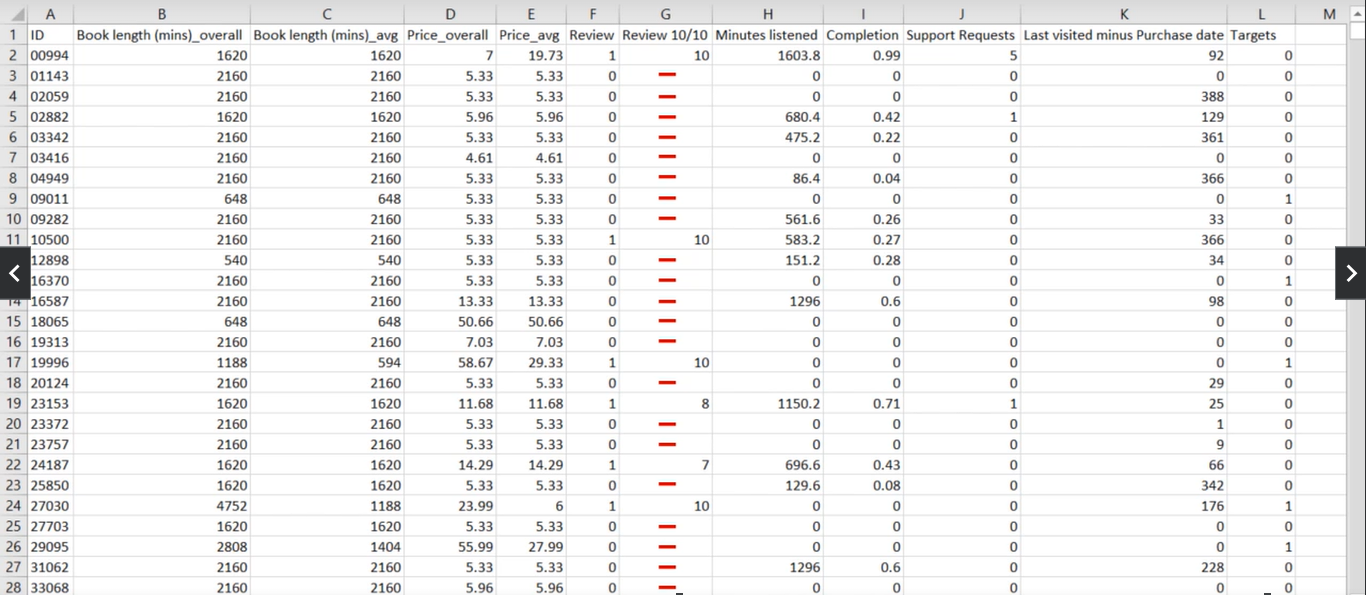 A B C D E F G H I J K L M
1 ID Book length (mins)_overall Book length (mins)_avg Price_overall Price_avg Review Review 10/10 Minutes listened Completion Support Requests Last visited minus Purchase date Targets
2 00994 1620 1620 7 19.73 1 10 1603.8 0.99 5 92 0
3 01143 2160 2160 5.33 5.33 0 — 0 0 0 0 0
4 02059 2160 2160 5.33 5.33 0 — 0 0 0 388 0
5 02882 1620 1620 5.96 5.96 0 — 680.4 0.42 1 129 0
6 03342 2160 2160 5.33 5.33 0 — 475.2 0.22 0 361 0
7 03416 2160 2160 4.61 4.61 0 — 0 0 0 0 0
8 04949 2160 2160 5.33 5.33 0 — 86.4 0.04 0 366 0
9 09011 648 648 5.33 5.33 0 — 0 0 0 0 1
10 09282 2160 2160 5.33 5.33 0 — 561.6 0.26 0 33 0
11 10500 2160 2160 5.33 5.33 1 10 583.2 0.27 0 366 0
12898 540 540 5.33 5.33 0 — 151.2 0.28 0 34 0
16370 2160 2160 5.33 5.33 0 — 0 0 0 0 1
14 16587 2160 2160 13.33 13.33 0 — 1296 0.6 0 98 0
15 18065 648 648 50.66 50.66 0 — 0 0 0 0 0
16 19313 2160 2160 7.03 7.03 0 — 0 0 0 0 0
17 19996 1188 594 58.67 29.33 1 10 0 0 0 0 1
18 20124 2160 2160 5.33 5.33 0 — 0 0 0 29 0
19 23153 1620 1620 11.68 11.68 1 8 1150.2 0.71 1 25 0
20 23372 2160 2160 5.33 5.33 0 — 0 0 0 1 0
21 23757 2160 2160 5.33 5.33 0 — 0 0 0 9 0
22 24187 1620 1620 14.29 14.29 1 7 696.6 0.43 0 66 0
23 25850 1620 1620 5.33 5.33 0 — 129.6 0.08 0 342 0
24 27030 4752 1188 23.99 6 1 10 0 0 0 176 1
25 27703 1620 1620 5.33 5.33 0 — 0 0 0 0 0
26 29095 2808 1404 55.99 27.99 0 — 0 0 0 0 1
27 31062 2160 2160 5.33 5.33 0 — 1296 0.6 0 228 0
28 33068 2160 2160 5.96 5.96 0 — 0 0 0 0 0